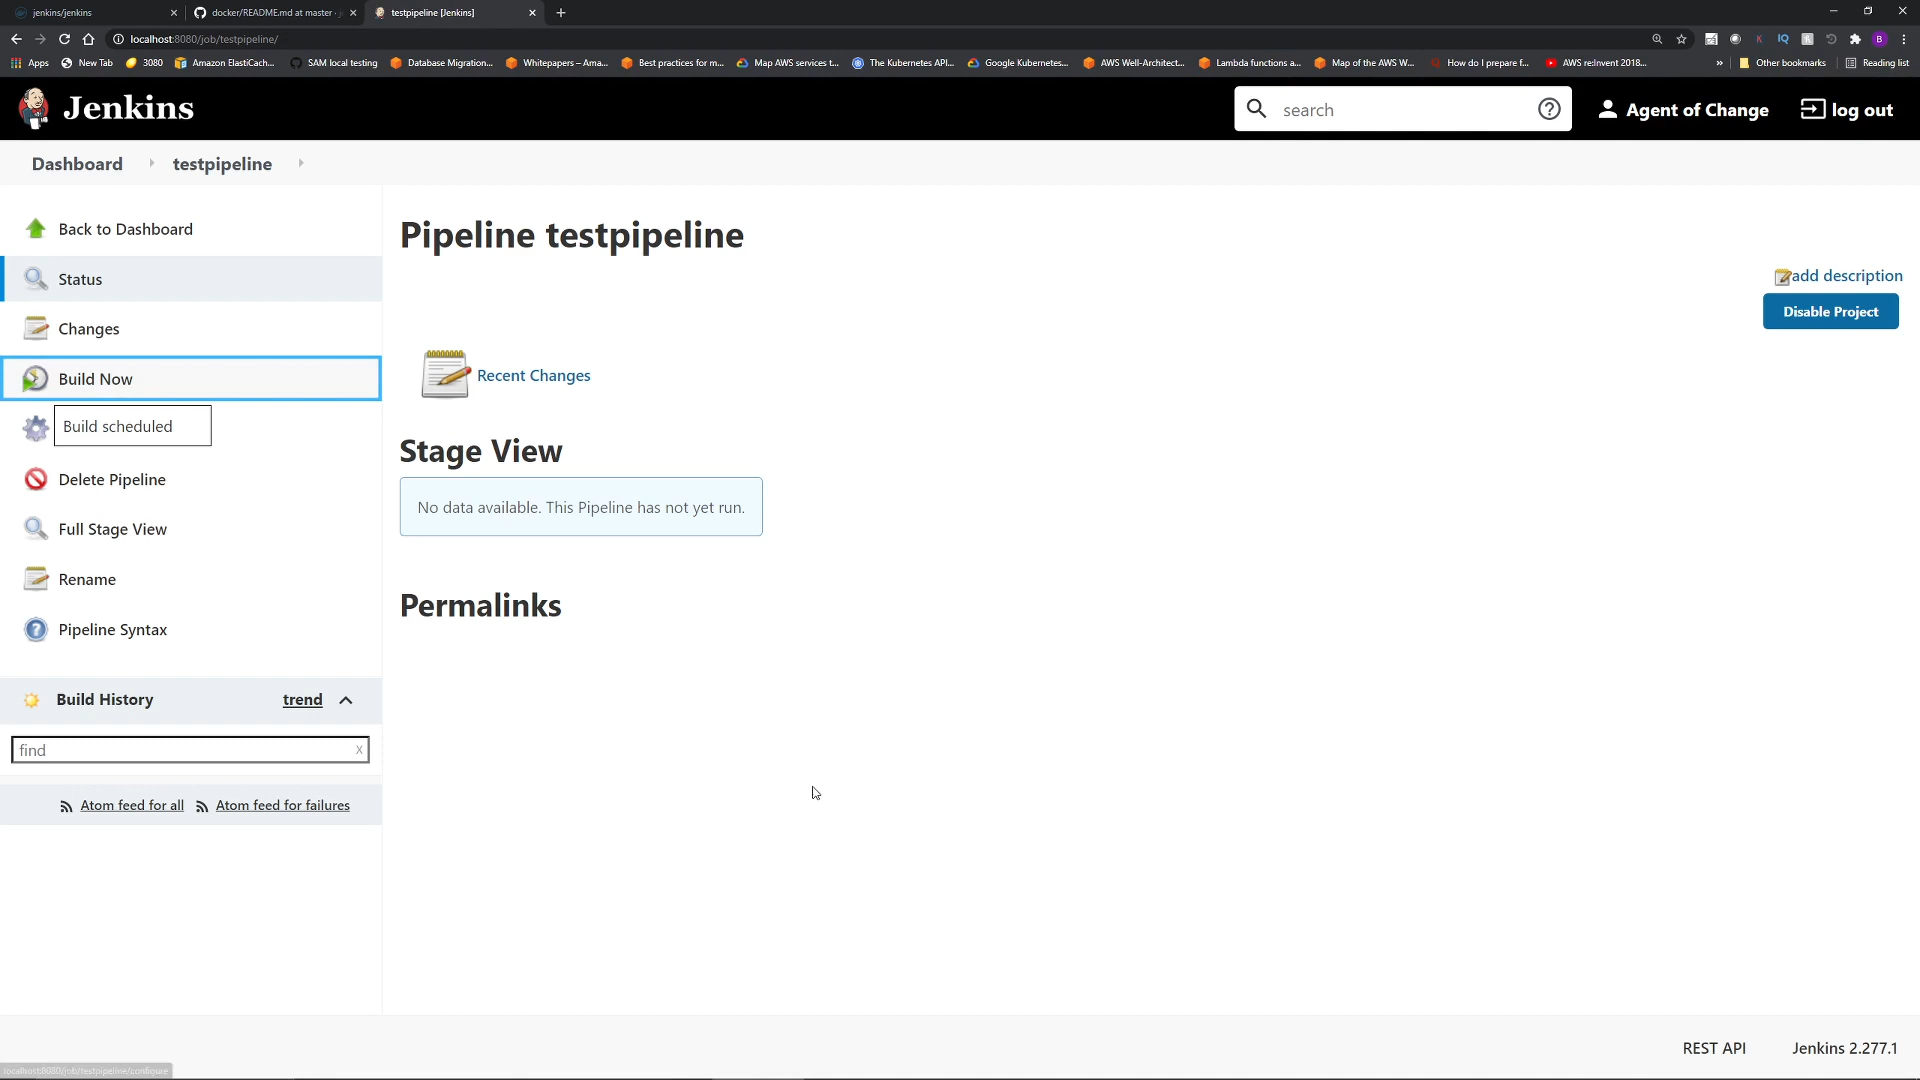 jenkins/jenkins
docker/README.md at master ·
testpipeline [Jenkins]
localhost:8080/job/testpipeline/
Apps
New Tab
3080
Amazon ElastiCach...
SAM local testing
Database Migration...
Whitepapers – Ama...
Best practices for m...
Map AWS services t...
The Kubernetes API...
Google Kubernetes...
AWS Well-Architect...
Lambda functions a...
Map of the AWS W...
How do I prepare f...
AWS re:Invent 2018...
»
Other bookmarks
Reading list
Jenkins
search
Agent of Change
log out
Dashboard
testpipeline
Back to Dashboard
Status
Changes
Build Now
Build scheduled
Delete Pipeline
Full Stage View
Rename
Pipeline Syntax
Build History
trend
find
x
Atom feed for all
Atom feed for failures
Pipeline testpipeline
add description
Disable Project
Recent Changes
Stage View
No data available. This Pipeline has not yet run.
Permalinks
REST API
Jenkins 2.277.1
localhost:8080/job/testpipeline/configure